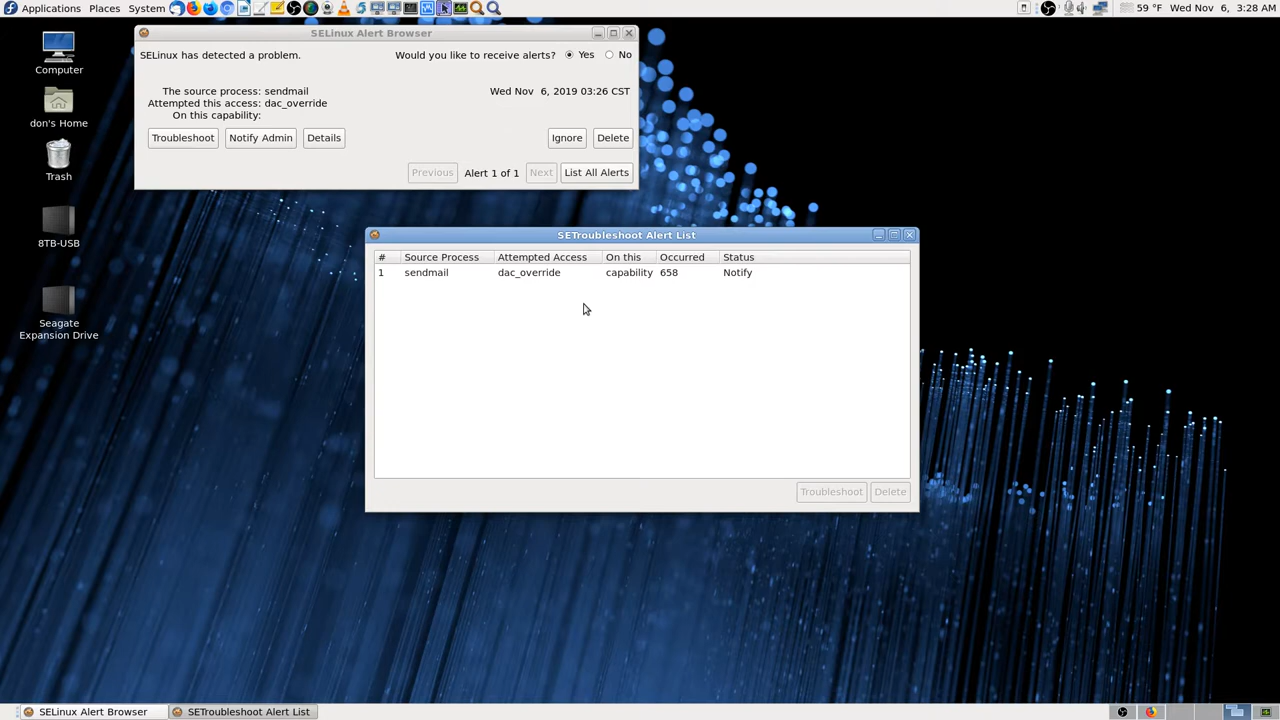 Applications Places System 59 °F Wed Nov 6, 3:28 AM
Computer
don's Home
Trash
8TB-USB
Seagate
Expansion Drive
SELinux Alert Browser
SELinux has detected a problem. Would you like to receive alerts? Yes No
The source process: sendmail Wed Nov 6, 2019 03:26 CST
Attempted this access: dac_override
On this capability:
Troubleshoot Notify Admin Details Ignore Delete
Previous Alert 1 of 1 Next List All Alerts
SETroubleshoot Alert List
# Source Process Attempted Access On this Occurred Status
1 sendmail dac_override capability 658 Notify
Troubleshoot Delete
SELinux Alert Browser SETroubleshoot Alert List